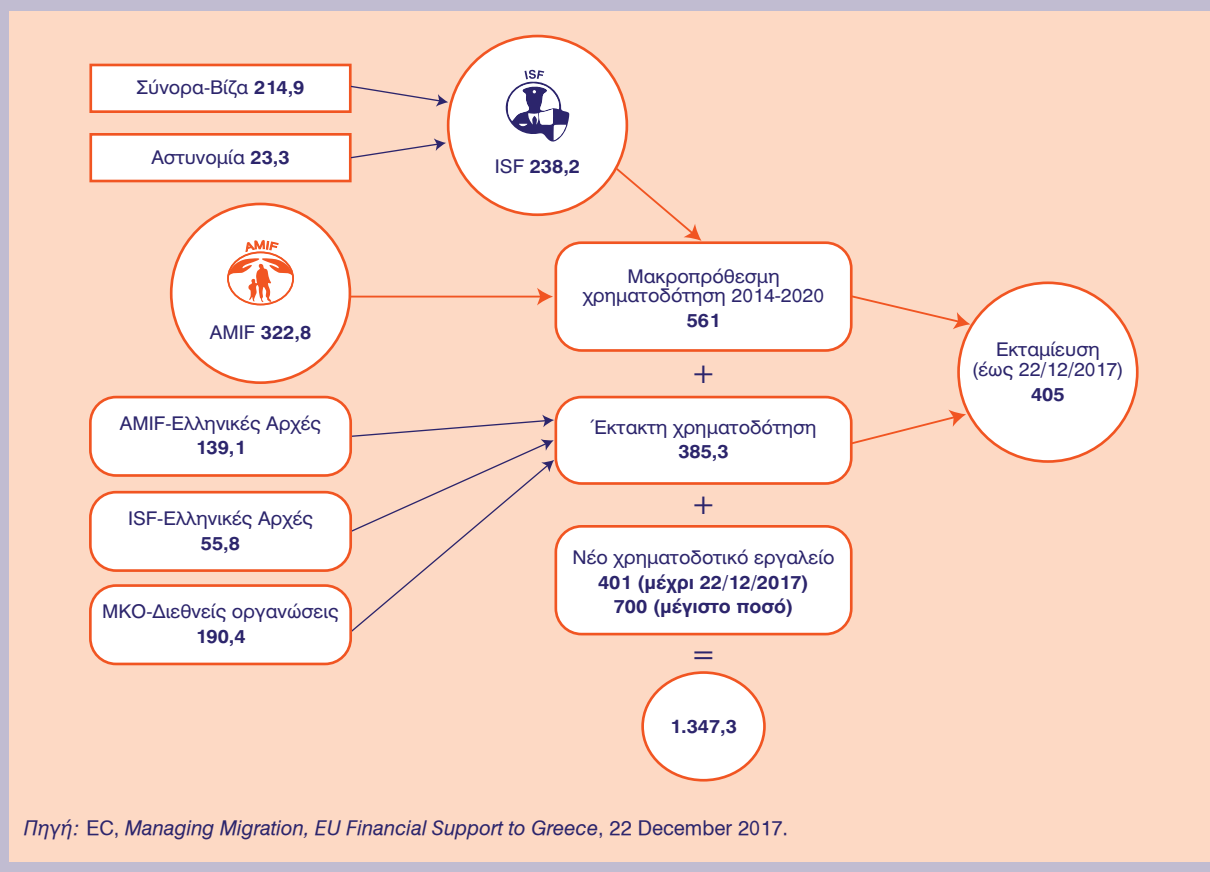 Σύνορα-Βίζα 214,9
Αστυνομία 23,3
ISF
ISF 238,2
AMIF
AMIF 322,8
Μακροπρόθεσμη
χρηματοδότηση 2014-2020
561
+
Εκταμίευση
(έως 22/12/2017)
405
AMIF-Ελληνικές Αρχές
139,1
Έκτακτη χρηματοδότηση
385,3
+
ISF-Ελληνικές Αρχές
55,8
Νέο χρηματοδοτικό εργαλείο
401 (μέχρι 22/12/2017)
700 (μέγιστο ποσό)
ΜΚΟ-Διεθνείς οργανώσεις
190,4
=
1.347,3
Πηγή: EC, Managing Migration, EU Financial Support to Greece, 22 December 2017.